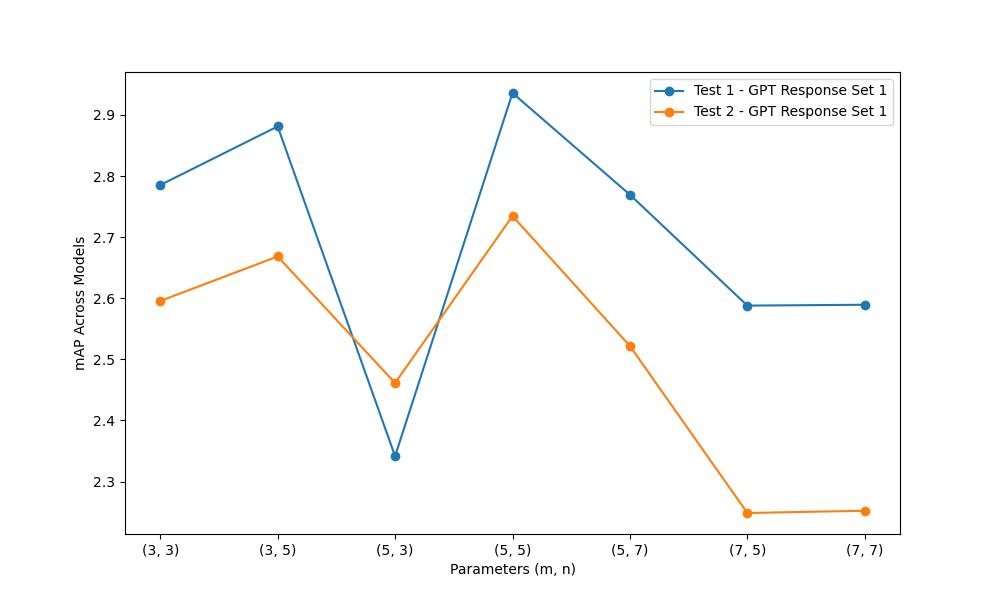 Test 1 - GPT Response Set 1
Test 2 - GPT Response Set 1
mAP Across Models
2.9
2.8
2.7
2.6
2.5
2.4
2.3
(3, 3) (3, 5) (5, 3) (5, 5) (5, 7) (7, 5) (7, 7)
Parameters (m, n)